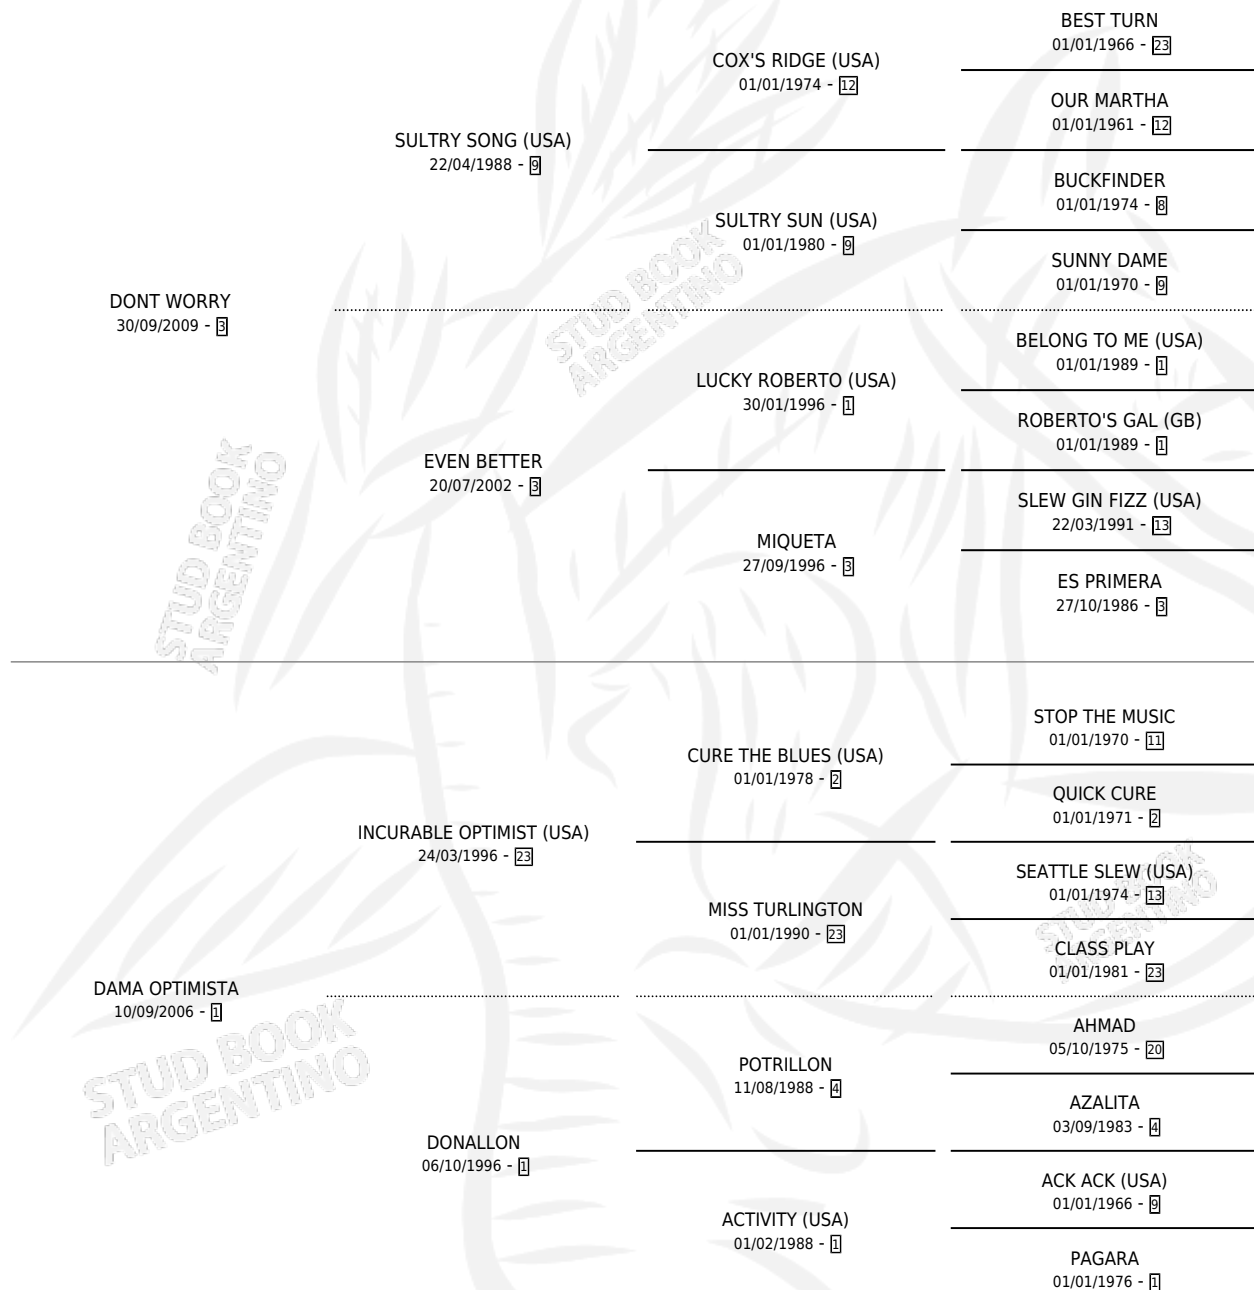 BEST TURN
01/01/1966 - 23
COX'S RIDGE (USA)
01/01/1974 - 12
OUR MARTHA
01/01/1961 - 12
SULTRY SONG (USA)
22/04/1988 - 9
BUCKFINDER
01/01/1974 - 8
SULTRY SUN (USA)
01/01/1980 - 9
SUNNY DAME
01/01/1970 - 9
DONT WORRY
30/09/2009 - 3
BELONG TO ME (USA)
01/01/1989 - 1
LUCKY ROBERTO (USA)
30/01/1996 - 1
ROBERTO'S GAL (GB)
01/01/1989 - 1
EVEN BETTER
20/07/2002 - 3
SLEW GIN FIZZ (USA)
22/03/1991 - 13
MIQUETA
27/09/1996 - 3
ES PRIMERA
27/10/1986 - 3
STOP THE MUSIC
01/01/1970 - 11
CURE THE BLUES (USA)
01/01/1978 - 2
QUICK CURE
01/01/1971 - 2
INCURABLE OPTIMIST (USA)
24/03/1996 - 23
SEATTLE SLEW (USA)
01/01/1974 - 13
MISS TURLINGTON
01/01/1990 - 23
CLASS PLAY
01/01/1981 - 23
DAMA OPTIMISTA
10/09/2006 - 1
AHMAD
05/10/1975 - 20
POTRILLON
11/08/1988 - 4
AZALITA
03/09/1983 - 4
DONALLON
06/10/1996 - 1
ACK ACK (USA)
01/01/1966 - 9
ACTIVITY (USA)
01/02/1988 - 1
PAGARA
01/01/1976 - 1
STUD BOOK
ARGENTINO
STUD BOOK
ARGENTINO
STUD BOOK
ARGENTINO
STUD BOOK
ARGENTINO